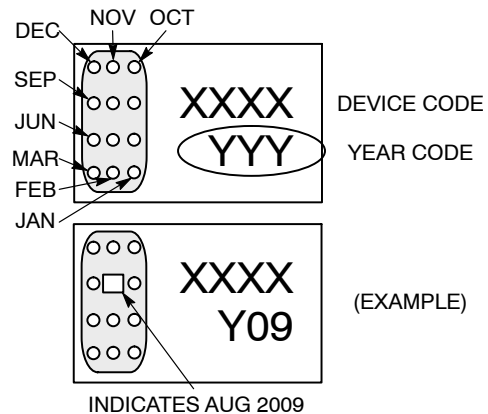 DEC NOV OCT
SEP
XXXX DEVICE CODE
JUN
YYY YEAR CODE
MAR
FEB
JAN
XXXX
(EXAMPLE)
Y09
INDICATES AUG 2009